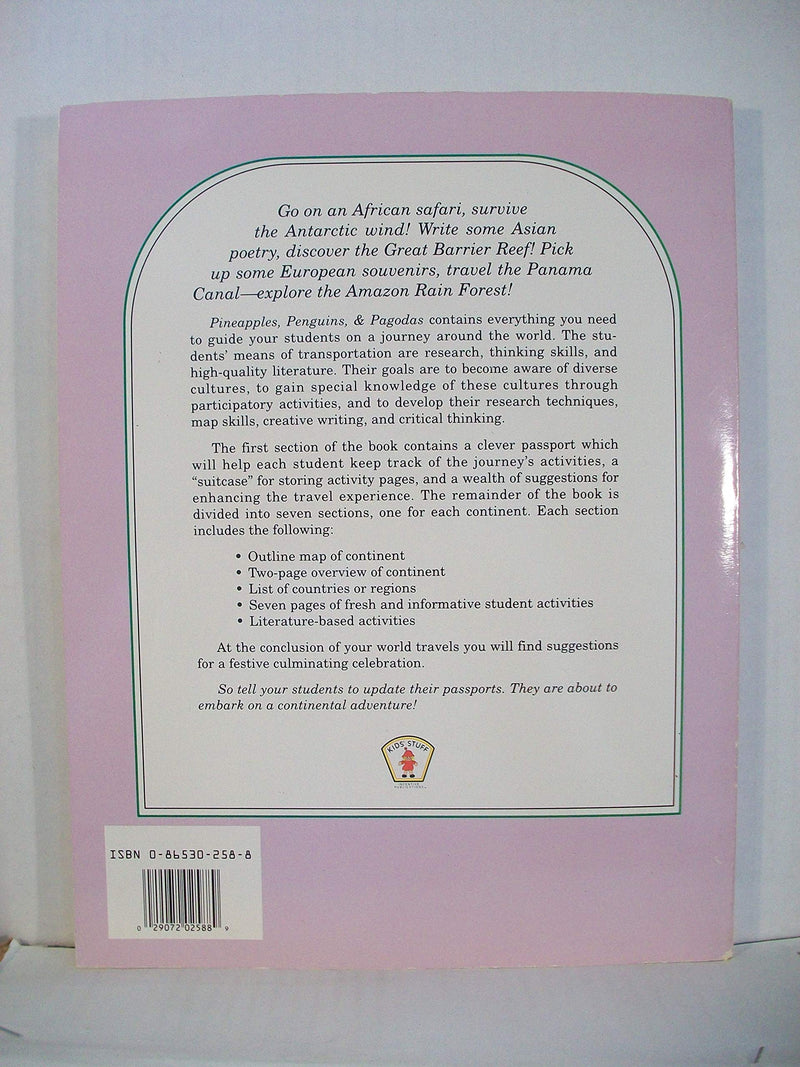 Go on an African safari, survive
the Antarctic wind! Write some Asian
poetry, discover the Great Barrier Reef! Pick
up some European souvenirs, travel the Panama
Canal—explore the Amazon Rain Forest!
Pineapples, Penguins, & Pagodas contains everything you need
to guide your students on a journey around the world. The stu-
dents' means of transportation are research, thinking skills, and
high-quality literature. Their goals are to become aware of diverse
cultures, to gain special knowledge of these cultures through
participatory activities, and to develop their research techniques,
map skills, creative writing, and critical thinking.
The first section of the book contains a clever passport which
will help each student keep track of the journey's activities, a
“suitcase” for storing activity pages, and a wealth of suggestions for
enhancing the travel experience. The remainder of the book is
divided into seven sections, one for each continent. Each section
includes the following:
• Outline map of continent
• Two-page overview of continent
• List of countries or regions
• Seven pages of fresh and informative student activities
• Literature-based activities
At the conclusion of your world travels you will find suggestions
for a festive culminating celebration.
So tell your students to update their passports. They are about to
embark on a continental adventure!
KIDS' STUFF
INCENTIVE
PUBLICATIONS™
ISBN 0-86530-258-8
0 29072 02588 9